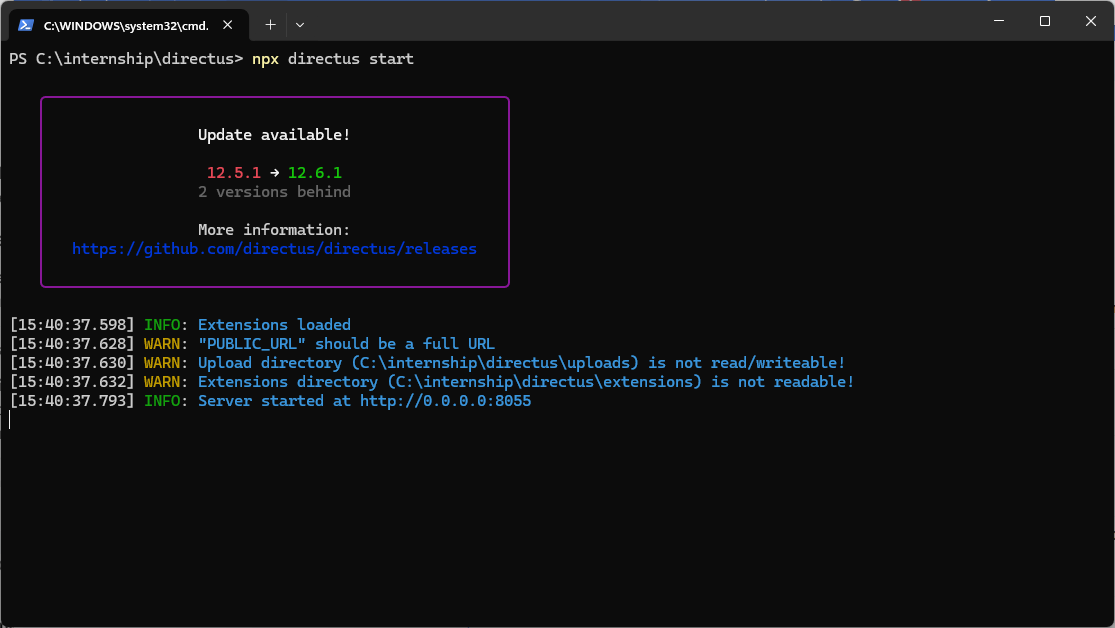 C:\WINDOWS\system32\cmd.
PS C:\internship\directus> npx directus start
Update available!
12.5.1 → 12.6.1
2 versions behind
More information:
https://github.com/directus/directus/releases
[15:40:37.598] INFO: Extensions loaded
[15:40:37.628] WARN: "PUBLIC_URL" should be a full URL
[15:40:37.630] WARN: Upload directory (C:\internship\directus\uploads) is not read/writeable!
[15:40:37.632] WARN: Extensions directory (C:\internship\directus\extensions) is not readable!
[15:40:37.793] INFO: Server started at http://0.0.0.0:8055